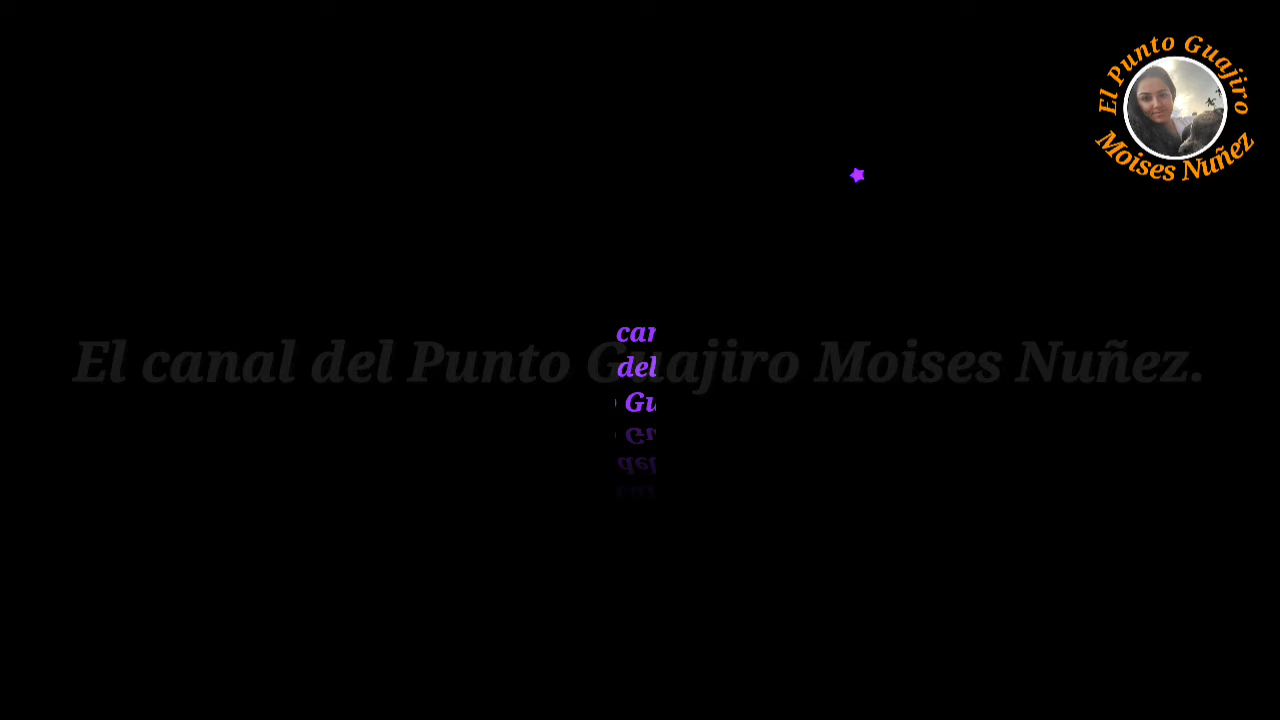 El Punto Guajiro
Moises Nuñez
El canal del Punto Guajiro Moises Nuñez.
can
del
Gu